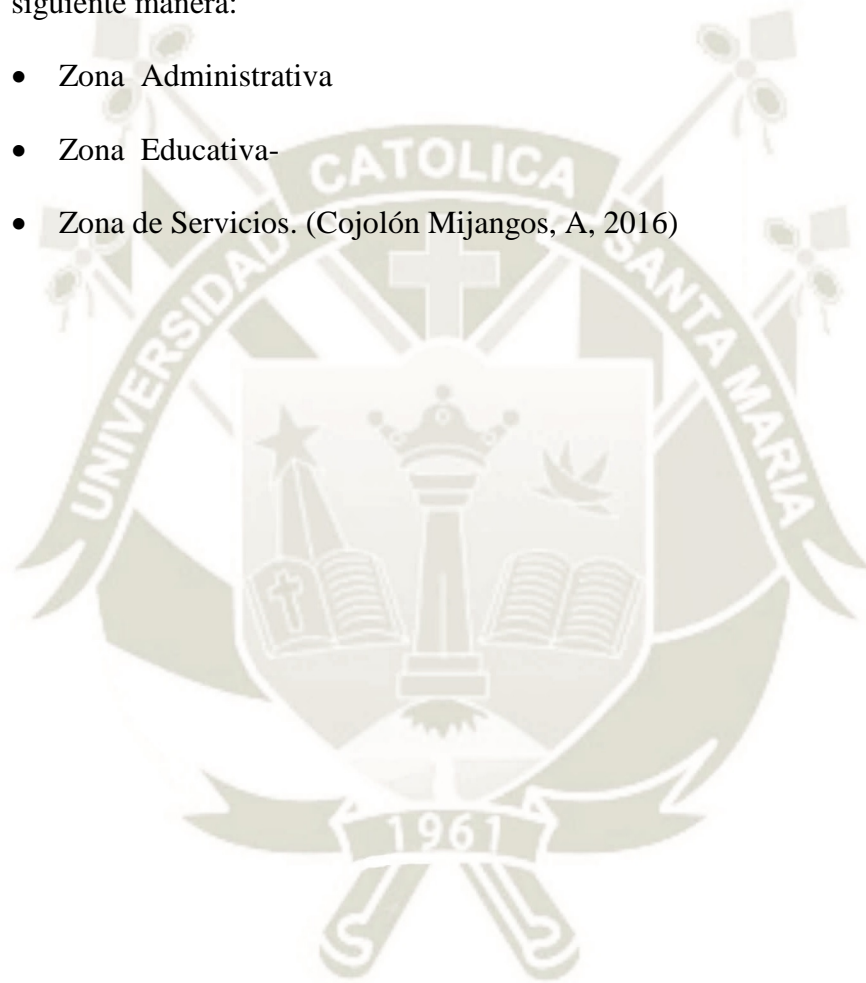 siguiente manera:
• Zona Administrativa
• Zona Educativa-
• Zona de Servicios. (Cojolón Mijangos, A, 2016)
UNIVERSIDAD CATOLICA SANTA MARIA
1961